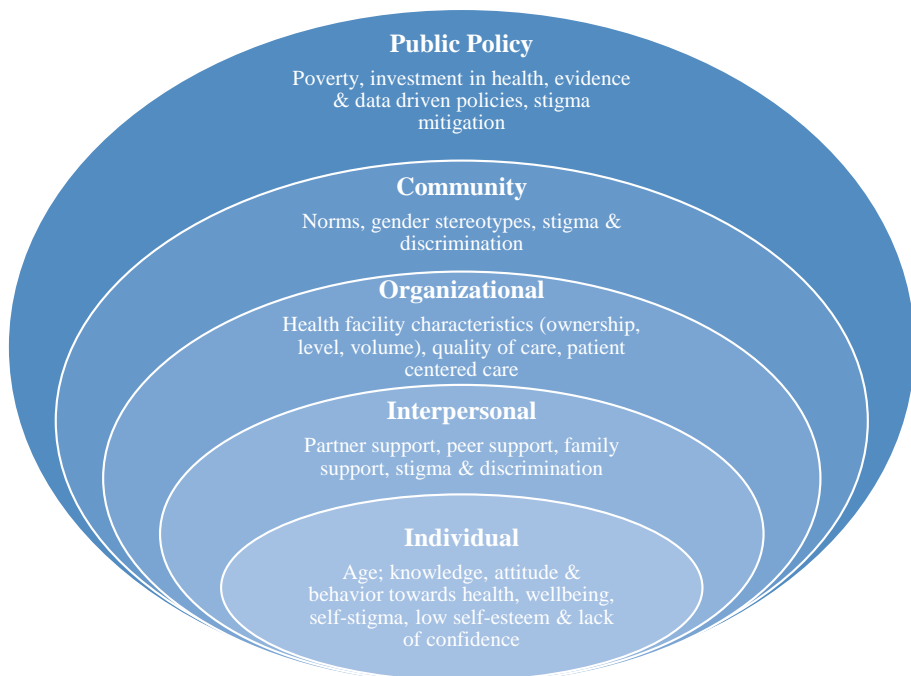 Public Policy
Poverty, investment in health, evidence
& data driven policies, stigma
mitigation
Community
Norms, gender stereotypes, stigma &
discrimination
Organizational
Health facility characteristics (ownership,
level, volume), quality of care, patient
centered care
Interpersonal
Partner support, peer support, family
support, stigma & discrimination
Individual
Age; knowledge, attitude &
behavior towards health, wellbeing,
self-stigma, low self-esteem & lack
of confidence